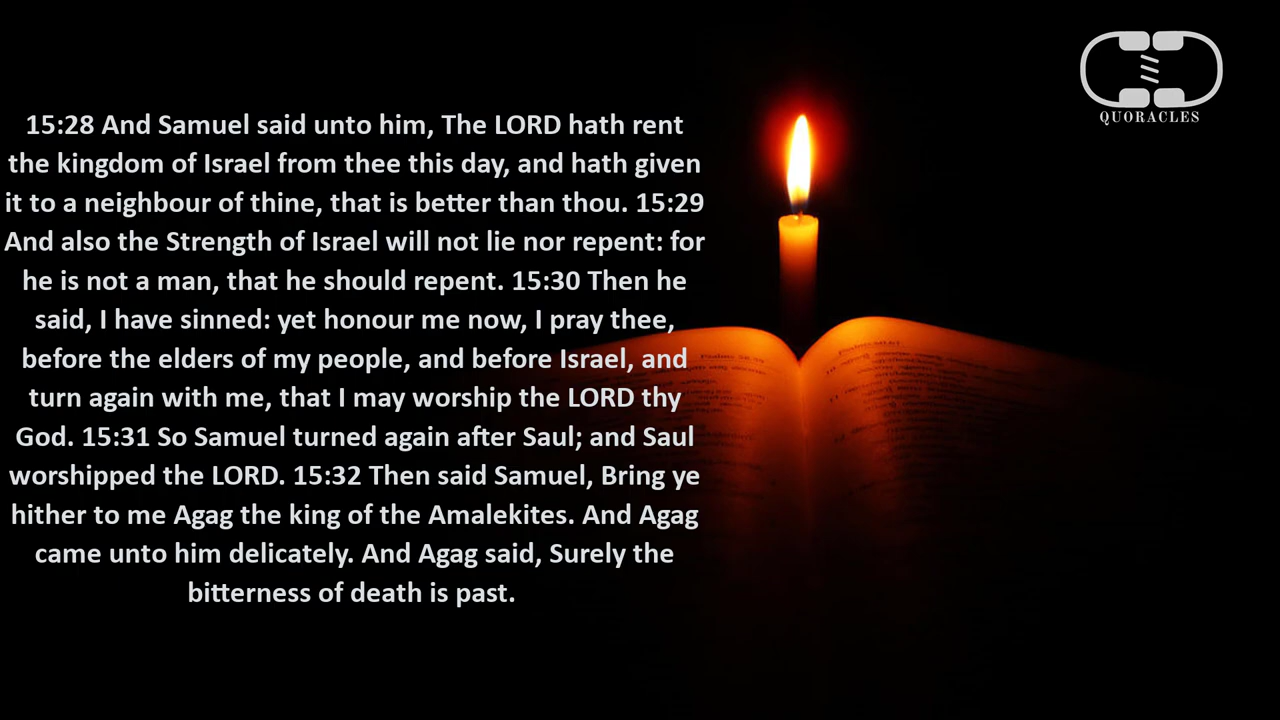 15:28 And Samuel said unto him, The LORD hath rent
the kingdom of Israel from thee this day, and hath given
it to a neighbour of thine, that is better than thou. 15:29
And also the Strength of Israel will not lie nor repent: for
he is not a man, that he should repent. 15:30 Then he
said, I have sinned: yet honour me now, I pray thee,
before the elders of my people, and before Israel, and
turn again with me, that I may worship the LORD thy
God. 15:31 So Samuel turned again after Saul; and Saul
worshipped the LORD. 15:32 Then said Samuel, Bring ye
hither to me Agag the king of the Amalekites. And Agag
came unto him delicately. And Agag said, Surely the
bitterness of death is past.
QUORACLES